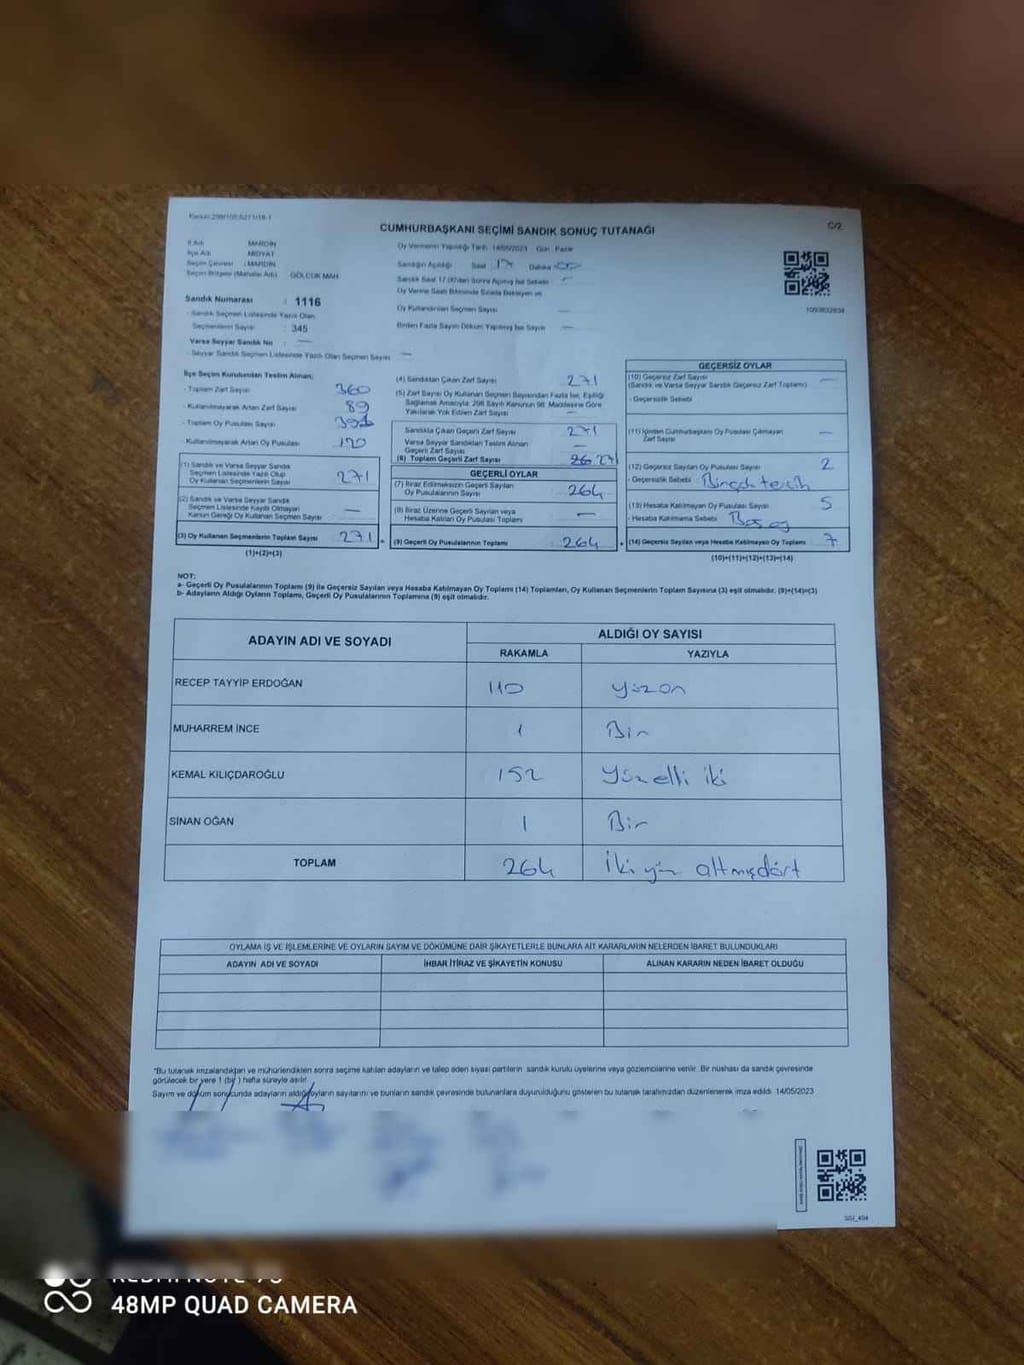 CUMHURBAŞKANI SEÇİMİ SANDIK SONUÇ TUTANAĞI
C/2
İl Adı MARDİN
İlçe Adı MİDYAT
Seçim Çevresi : MARDİN
Seçim Bölgesi (Mahalle Adı) GÖLCÜK MAH.
Oy Vermenin Yapıldığı Tarih 14/05/2023 Gün Pazar
Sandığın Açıldığı Saat 17 Dakika 00
Oy Verme Saati Bitiminde Sırada Bekleyen ve
Oy Kullandırılan Seçmen Sayısı —
Birden Fazla Sayım Döküm Yapılmış İse Sayısı —
Sandık Numarası : 1116
- Sandık Seçmen Listesinde Yazılı Olan
Seçmenlerin Sayısı : 345
Varsa Seyyar Sandık No : —
- Seyyar Sandık Seçmen Listesinde Yazılı Olan Seçmen Sayısı —
İlçe Seçim Kurulundan Teslim Alınan;
- Toplam Zarf Sayısı 360
- Kullanılmayarak Artan Zarf Sayısı 89
- Toplam Oy Pusulası Sayısı
- Kullanılmayarak Artan Oy Pusulası
(1) Sandık ve Varsa Seyyar Sandık
Seçmen Listesinde Yazılı Olup
Oy Kullanan Seçmenlerin Sayısı 271
(2) Sandık ve Varsa Seyyar Sandık
Seçmen Listesinde Kayıtlı Olmayan
Kanun Gereği Oy Kullanan Seçmen Sayısı —
(3) Oy Kullanan Seçmenlerin Toplam Sayısı 271
(1)+(2)=(3)
(4) Sandıktan Çıkan Zarf Sayısı 271
(5) Zarf Sayısı Oy Kullanan Seçmen Sayısından Fazla İse, Eşitliği
Sağlamak Amacıyla; 298 Sayılı Kanunun 98. Maddesine Göre
Yakılarak Yok Edilen Zarf Sayısı —
Sandıkta Çıkan Geçerli Zarf Sayısı 271
Varsa Seyyar Sandıktan Teslim Alınan
Geçerli Zarf Sayısı —
(6) Toplam Geçerli Zarf Sayısı 271
GEÇERLİ OYLAR
(7) İtiraz Edilmeksizin Geçerli Sayılan
Oy Pusulalarının Sayısı 264
(8) İtiraz Üzerine Geçerli Sayılan veya
Hesaba Katılan Oy Pusulası Toplamı —
(9) Geçerli Oy Pusulalarının Toplamı 264
GEÇERSİZ OYLAR
(10) Geçersiz Zarf Sayısı —
(Sandık ve Varsa Seyyar Sandık Geçersiz Zarf Toplamı)
- Geçersizlik Sebebi
(11) İçinden Cumhurbaşkanı Oy Pusulası Çıkmayan
Zarf Sayısı —
(12) Geçersiz Sayılan Oy Pusulası Sayısı 2
- Geçersizlik Sebebi
(13) Hesaba Katılmayan Oy Pusulası Sayısı 5
- Hesaba Katılmama Sebebi Boş oy
(14) Geçersiz Sayılan veya Hesaba Katılmayan Oy Toplamı 7
(10)+(11)+(12)+(13)=(14)
NOT:
a- Geçerli Oy Pusulalarının Toplamı (9) ile Geçersiz Sayılan veya Hesaba Katılmayan Oy Toplamı (14) Toplamları, Oy Kullanan Seçmenlerin Toplam Sayısına (3) eşit olmalıdır. (9)+(14)=(3)
b- Adayların Aldığı Oyların Toplamı, Geçerli Oy Pusulalarının Toplamına (9) eşit olmalıdır.
ADAYIN ADI VE SOYADI ALDIĞI OY SAYISI
RAKAMLA YAZIYLA
RECEP TAYYİP ERDOĞAN 110 Yüzon
MUHARREM İNCE 1 Bir
KEMAL KILIÇDAROĞLU 152 Yüzelli iki
SİNAN OĞAN 1 Bir
TOPLAM 264 İkiyüz altmışdört
OYLAMA İŞ VE İŞLEMLERİNE VE OYLARIN SAYIM VE DÖKÜMÜNE DAİR ŞİKAYETLERLE BUNLARA AİT KARARLARIN NELERDEN İBARET BULUNDUKLARI
ADAYIN ADI VE SOYADI İHBAR İTİRAZ VE ŞİKAYETİN KONUSU ALINAN KARARIN NEDEN İBARET OLDUĞU
*Bu tutanak imzalandıktan ve mühürlendikten sonra seçime katılan adayların ve talep eden siyasi partilerin sandık kurulu üyelerine veya gözlemcilerine verilir. Bir nüshası da sandık çevresinde
görülecek bir yere 1 (bir) hafta süreyle asılır.
Sayım ve döküm sonucunda adayların aldığı oyların sayılarını ve bunların sandık çevresinde bulunanlara duyurulduğunu gösteren bu tutanak tarafımızdan düzenlenerek imza edildi. 14/05/2023
48MP QUAD CAMERA